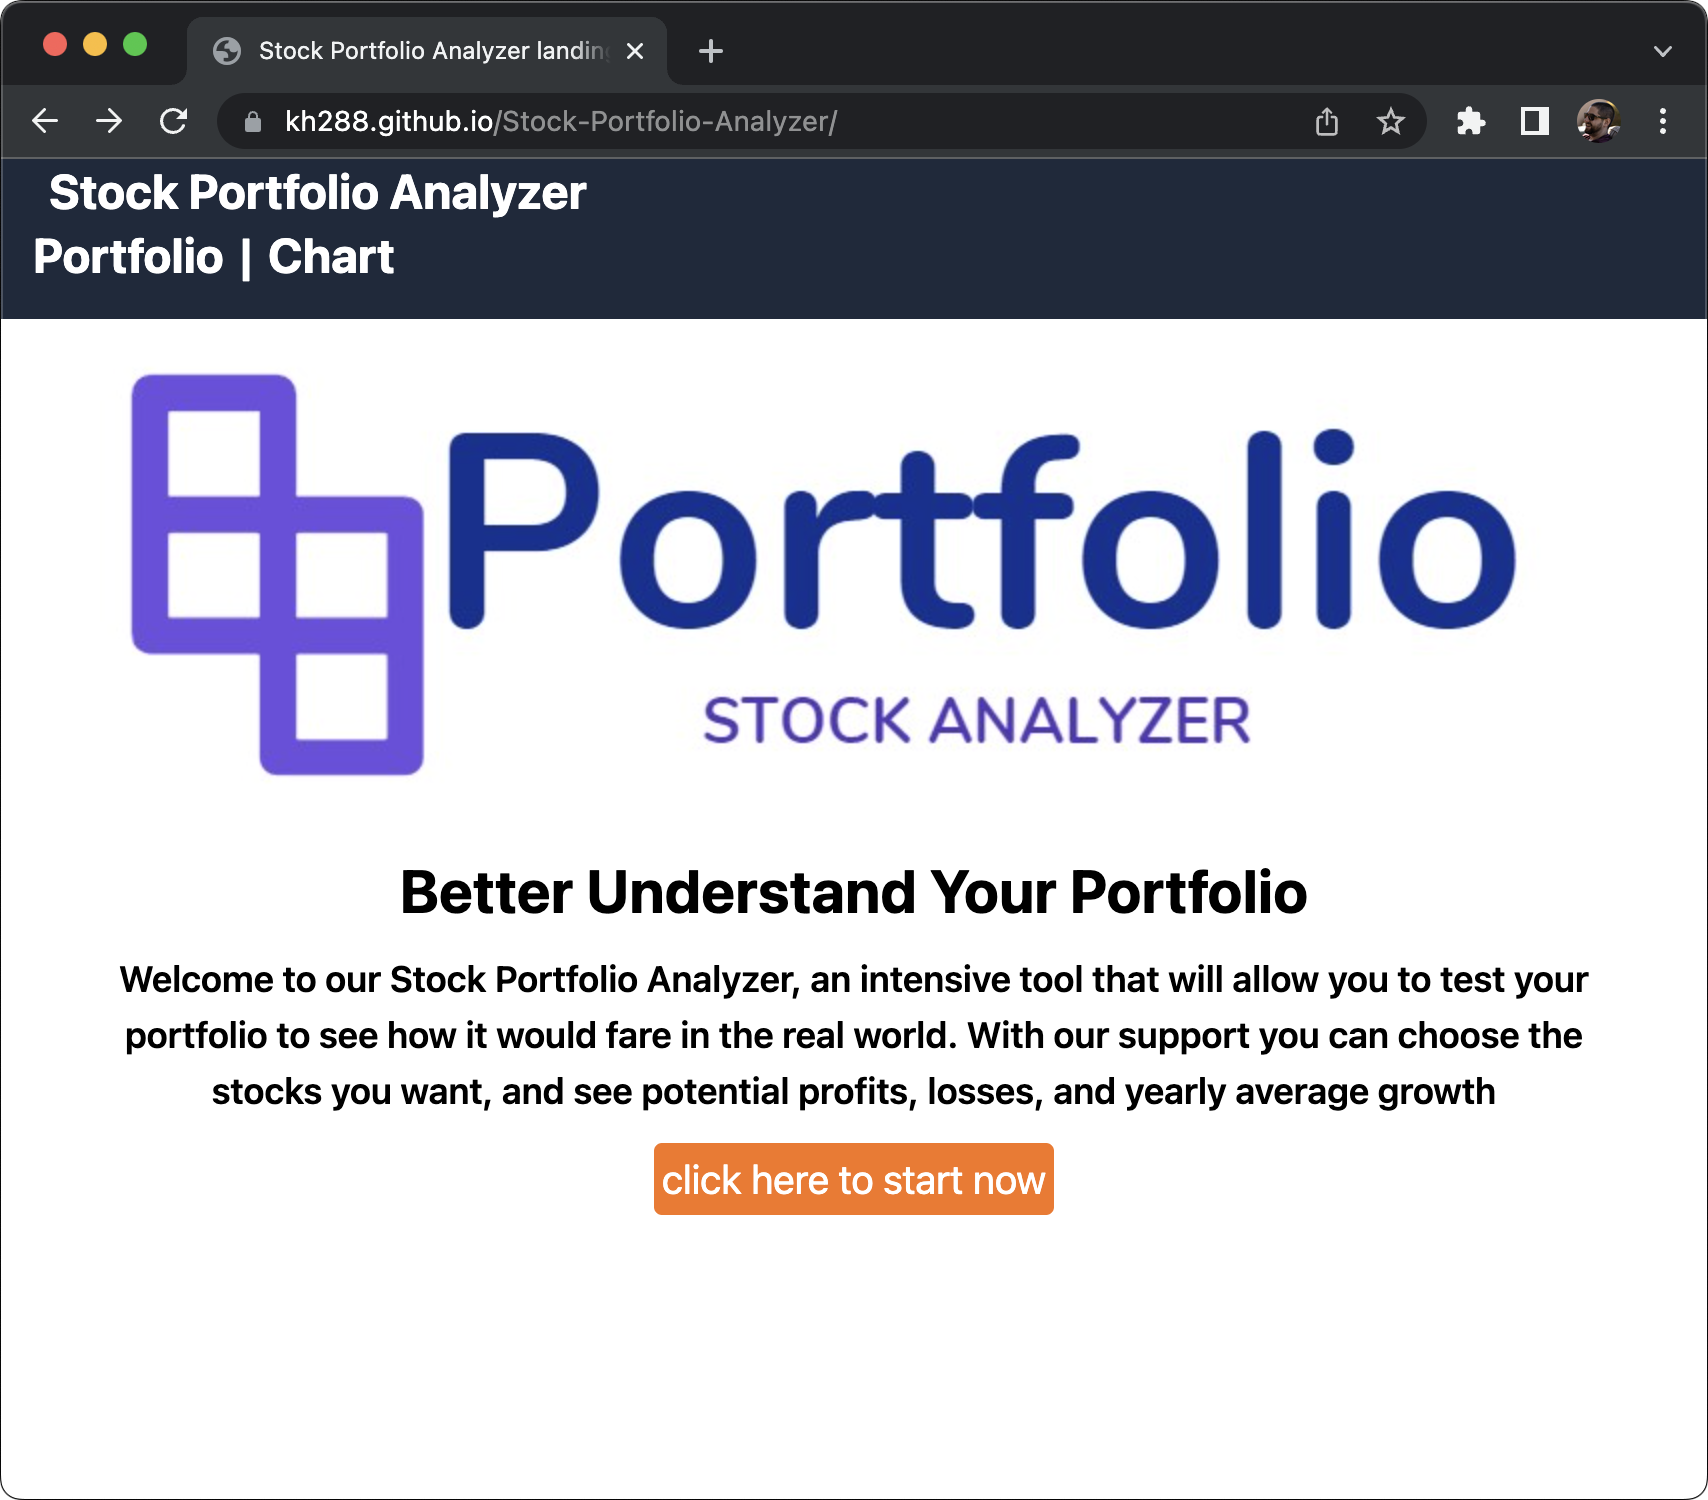 Stock Portfolio Analyzer landin
kh288.github.io/Stock-Portfolio-Analyzer/
Stock Portfolio Analyzer
Portfolio | Chart
Portfolio
STOCK ANALYZER
Better Understand Your Portfolio
Welcome to our Stock Portfolio Analyzer, an intensive tool that will allow you to test your
portfolio to see how it would fare in the real world. With our support you can choose the
stocks you want, and see potential profits, losses, and yearly average growth
click here to start now